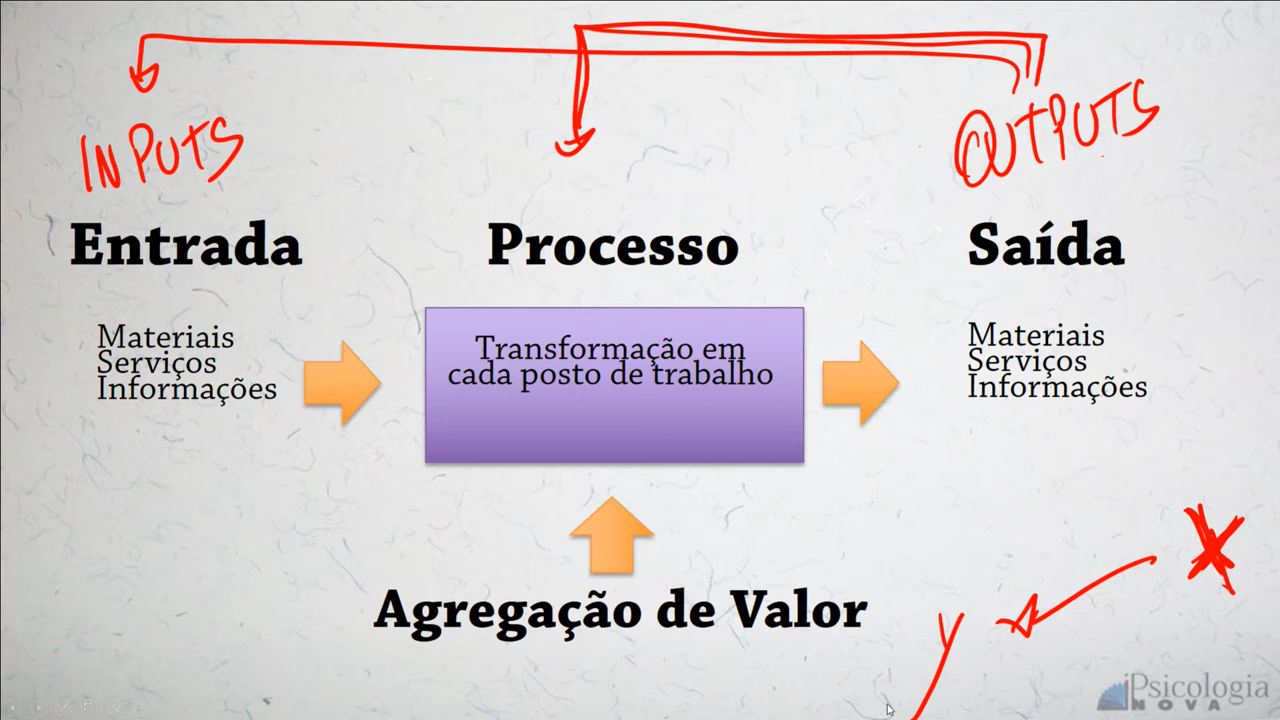 INPUTS
OUTPUTS
Entrada
Processo
Saída
Materiais
Serviços
Informações
Transformação em
cada posto de trabalho
Materiais
Serviços
Informações
Agregação de Valor
X
Y
Psicologia
NOVA